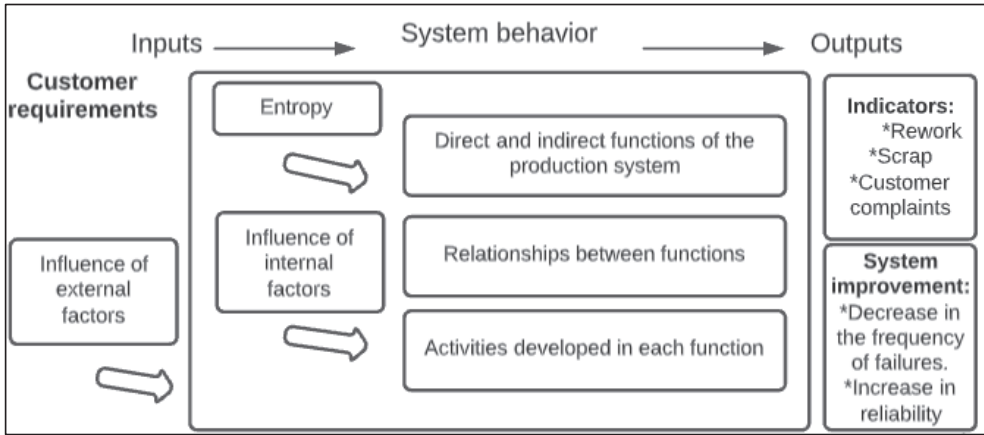 Inputs
System behavior
Outputs
Customer
requirements
Influence of
external
factors
Entropy
Influence of
internal
factors
Direct and indirect functions of the
production system
Relationships between functions
Activities developed in each function
Indicators:
*Rework
*Scrap
*Customer
complaints
System
improvement:
*Decrease in
the frequency
of failures.
*Increase in
reliability